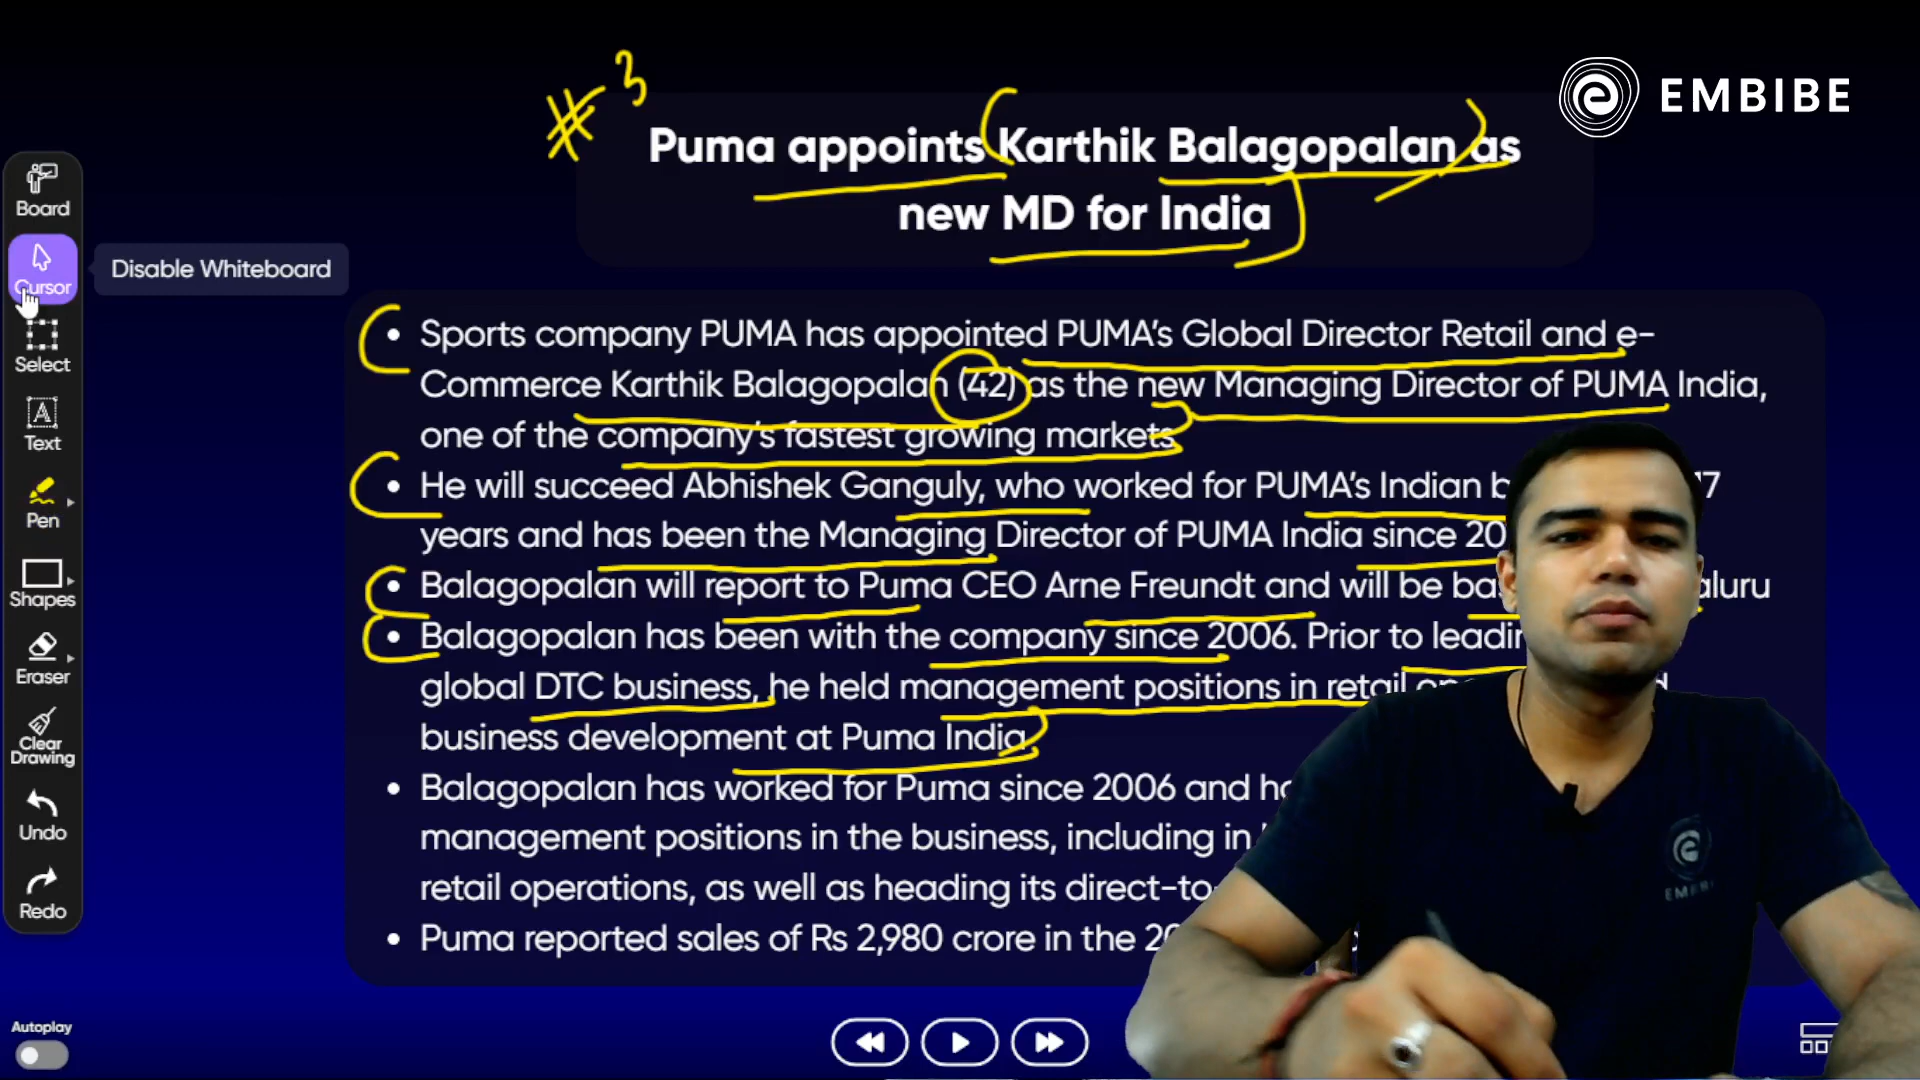 EMBIBE
3
Puma appoints Karthik Balagopalan as
new MD for India
Board
Cursor
Disable Whiteboard
Select
Text
Pen
Shapes
Eraser
Clear
Drawing
Undo
Redo
Autoplay
• Sports company PUMA has appointed PUMA's Global Director Retail and e-
Commerce Karthik Balagopalan (42) as the new Managing Director of PUMA India,
one of the company's fastest growing markets.
• He will succeed Abhishek Ganguly, who worked for PUMA's Indian 17
years and has been the Managing Director of PUMA India since
• Balagopalan will report to Puma CEO Arne Freundt and will be
• Balagopalan has been with the company since 2006. Prior to
global DTC business, he held management positions in retail
business development at Puma India.
• Balagopalan has worked for Puma since 2006 and
management positions in the business, including in
retail operations, as well as heading its direct-to-
• Puma reported sales of Rs 2,980 crore in the